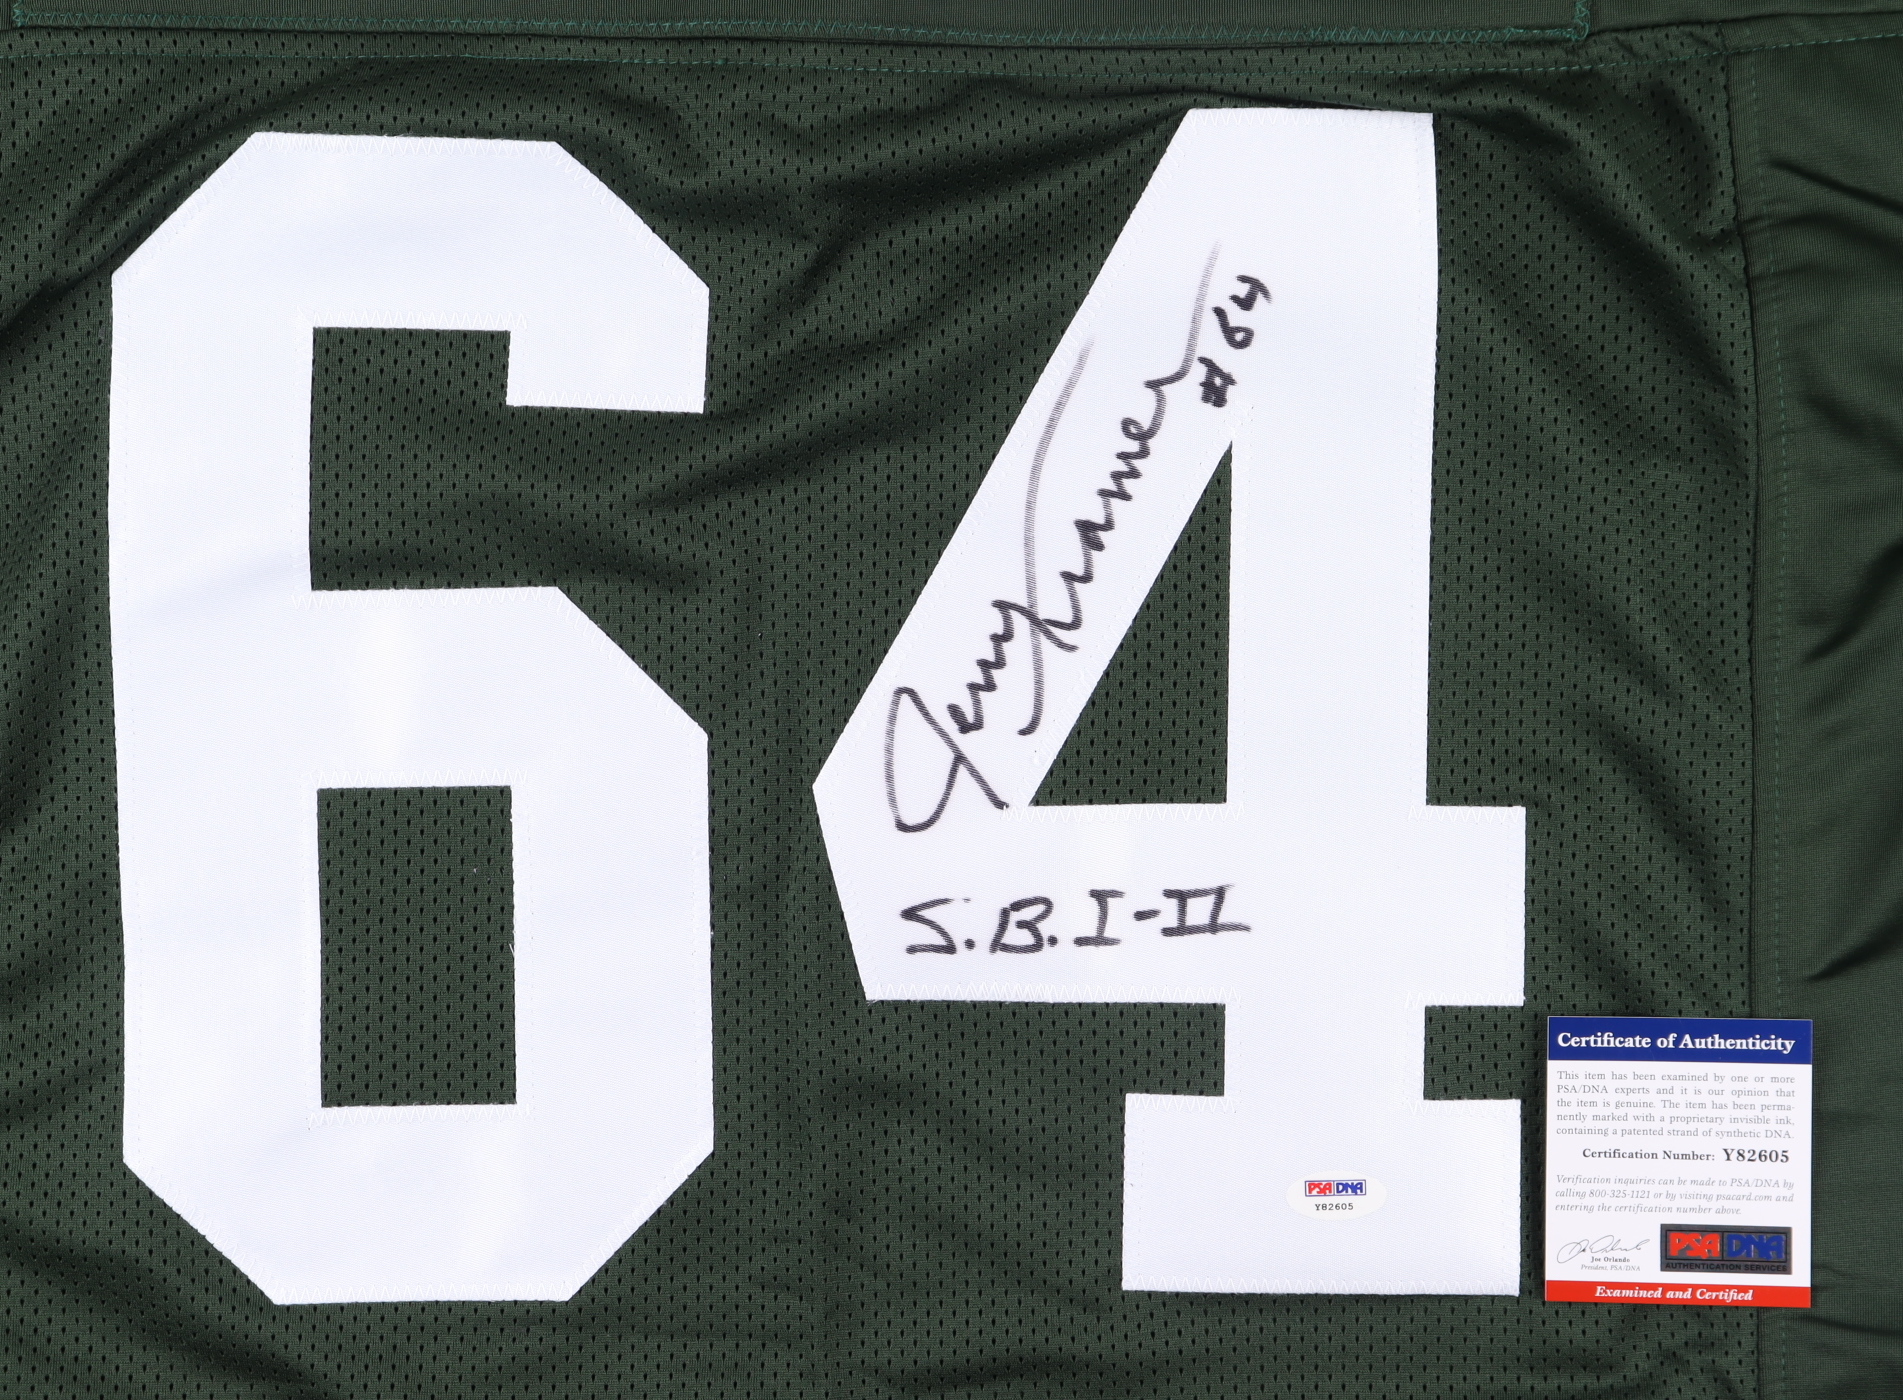 64
Jerry Kramer #64
S.B. I-II
PSA DNA
Y82605
Certificate of Authenticity
This item has been examined by one or more
PSA/DNA experts and it is our opinion that
the item is genuine. The item has been perma-
nently marked with a proprietary invisible ink,
containing a patented strand of synthetic DNA.
Certification Number: Y82605
Verification inquiries can be made to PSA/DNA by
calling 800-325-1121 or by visiting psacard.com and
entering the certification number above.
Joe Orlando
President, PSA/DNA
PSA DNA
AUTHENTICATION SERVICES
Examined and Certified